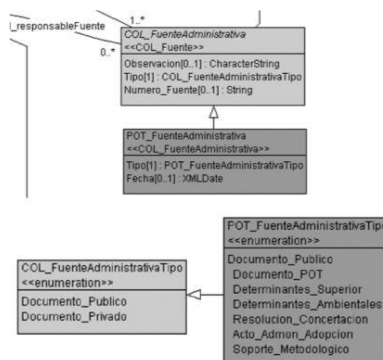 1..*
l_responsableFuente
0..*
COL_FuenteAdministrativa
<<COL_Fuente>>
Observacion[0..1] : CharacterString
Tipo[1] : COL_FuenteAdministrativaTipo
Numero_Fuente[0..1] : String
POT_FuenteAdministrativa
<<COL_FuenteAdministrativa>>
Tipo[1] : POT_FuenteAdministrativaTipo
Fecha[0..1] : XMLDate
POT_FuenteAdministrativaTipo
<<enumeration>>
Documento_Publico
Documento_POT
Determinantes_Superior
Determinantes_Ambientales
Resolucion_Concertacion
Acto_Admon_Adopcion
Soporte_Metodologico
COL_FuenteAdministrativaTipo
<<enumeration>>
Documento_Publico
Documento_Privado